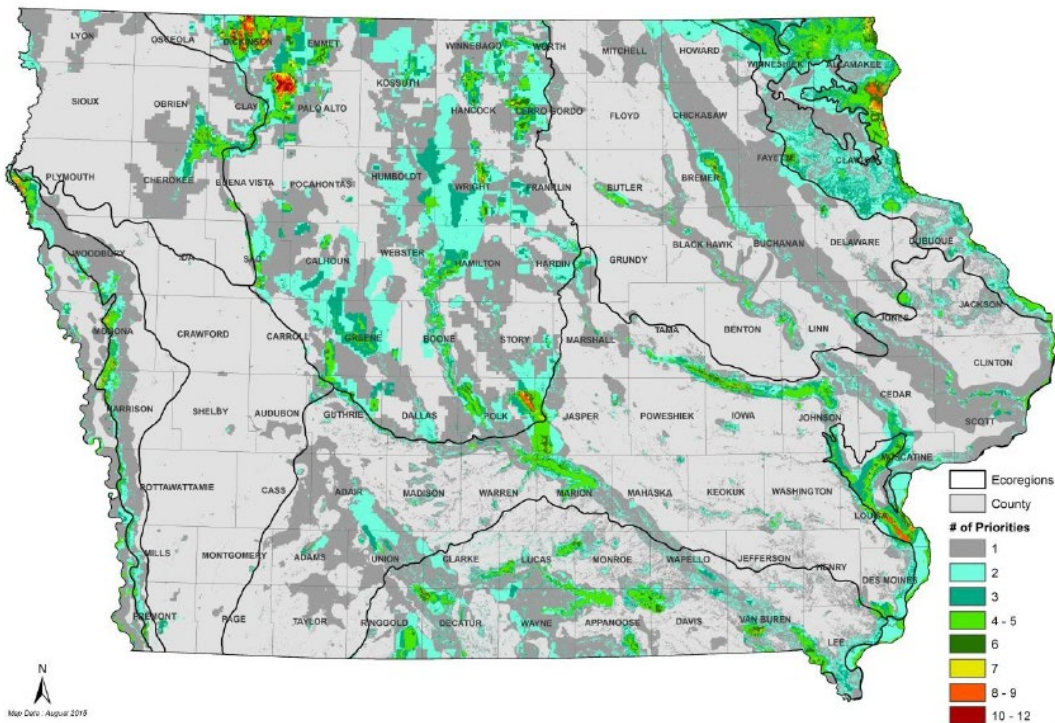 LYON
OSCEOLA
DICKINSON
EMMET
WINNEBAGO
WORTH
MITCHELL
HOWARD
WINNESHIEK
ALLAMAKEE
KOSSUTH
SIOUX
OBRIEN
CLAY
PALO ALTO
HANCOCK
CERRO GORDO
FLOYD
CHICKASAW
PLYMOUTH
CHEROKEE
BUENA VISTA
POCAHONTAS
HUMBOLDT
WRIGHT
FRANKLIN
BUTLER
BREMER
FAYETTE
CLAYTON
WOODBURY
IDA
SAC
CALHOUN
WEBSTER
HAMILTON
HARDIN
GRUNDY
BLACK HAWK
BUCHANAN
DELAWARE
DUBUQUE
MONONA
CRAWFORD
CARROLL
GREENE
BOONE
STORY
MARSHALL
TAMA
BENTON
LINN
JONES
JACKSON
CLINTON
HARRISON
SHELBY
AUDUBON
GUTHRIE
DALLAS
POLK
JASPER
POWESHIEK
IOWA
JOHNSON
CEDAR
SCOTT
MUSCATINE
POTTAWATTAMIE
CASS
ADAIR
MADISON
WARREN
MARION
MAHASKA
KEOKUK
WASHINGTON
LOUISA
MILLS
MONTGOMERY
ADAMS
UNION
CLARKE
LUCAS
MONROE
WAPELLO
JEFFERSON
HENRY
DES MOINES
FREMONT
PAGE
TAYLOR
RINGGOLD
DECATUR
WAYNE
APPANOOSE
DAVIS
VAN BUREN
LEE
Ecoregions
County
# of Priorities
1
2
3
4 - 5
6
7
8 - 9
10 - 12
N
Map Date : August 2015